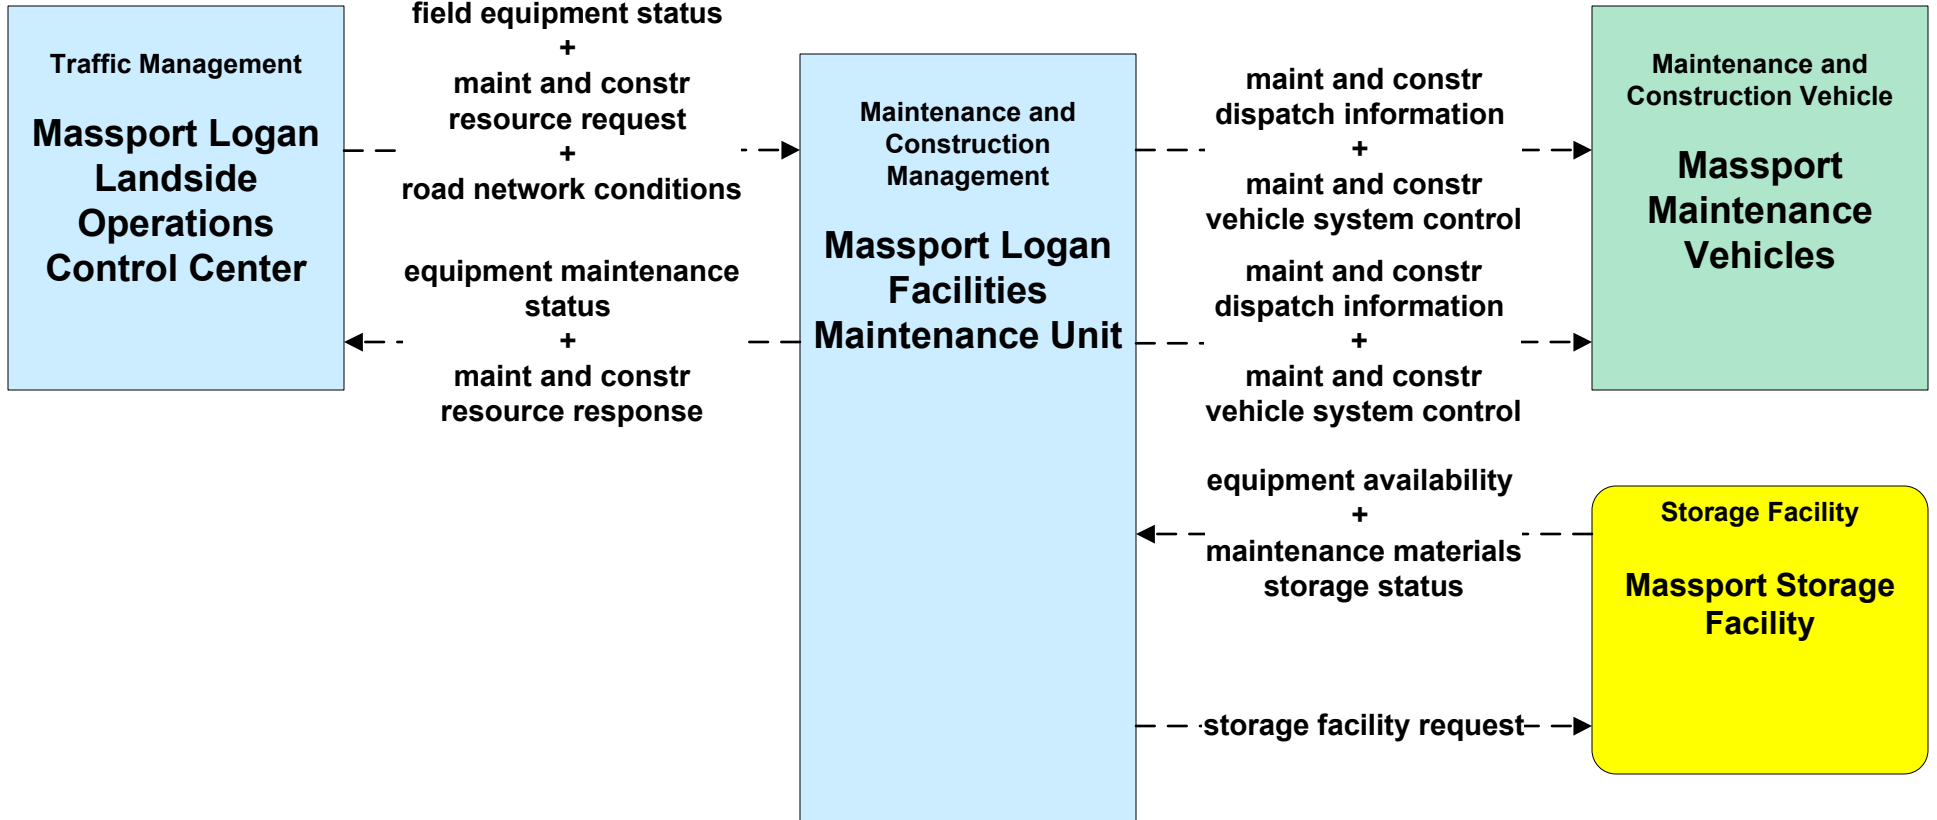 Traffic Management
Massport Logan
Landside
Operations
Control Center
field equipment status
+
maint and constr
resource request
+
road network conditions
equipment maintenance
status
+
maint and constr
resource response
Maintenance and
Construction
Management
Massport Logan
Facilities
Maintenance Unit
maint and constr
dispatch information
+
maint and constr
vehicle system control
maint and constr
dispatch information
+
maint and constr
vehicle system control
equipment availability
+
maintenance materials
storage status
storage facility request
Maintenance and
Construction Vehicle
Massport
Maintenance
Vehicles
Storage Facility
Massport Storage
Facility